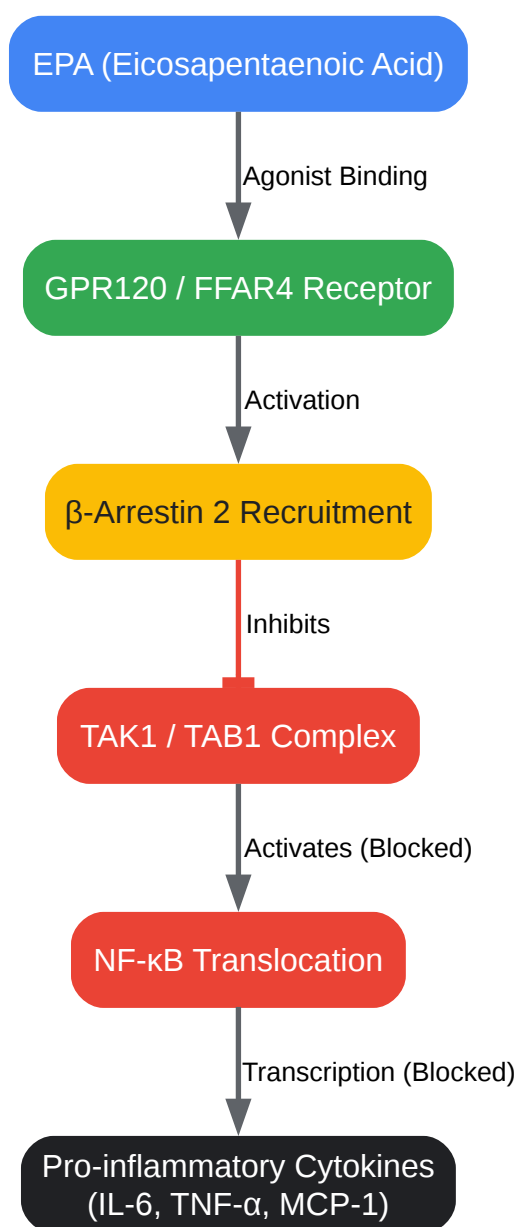 EPA (Eicosapentaenoic Acid)
Agonist Binding
GPR120 / FFAR4 Receptor
Activation
β-Arrestin 2 Recruitment
Inhibits
TAK1 / TAB1 Complex
Activates (Blocked)
NF-κB Translocation
Transcription (Blocked)
Pro-inflammatory Cytokines
(IL-6, TNF-α, MCP-1)